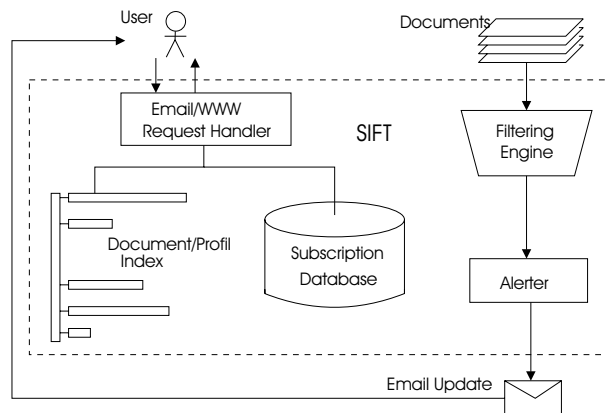 User
Documents
Email/WWW
Request Handler
SIFT
Filtering
Engine
Document/Profil
Index
Subscription
Database
Alerter
Email Update